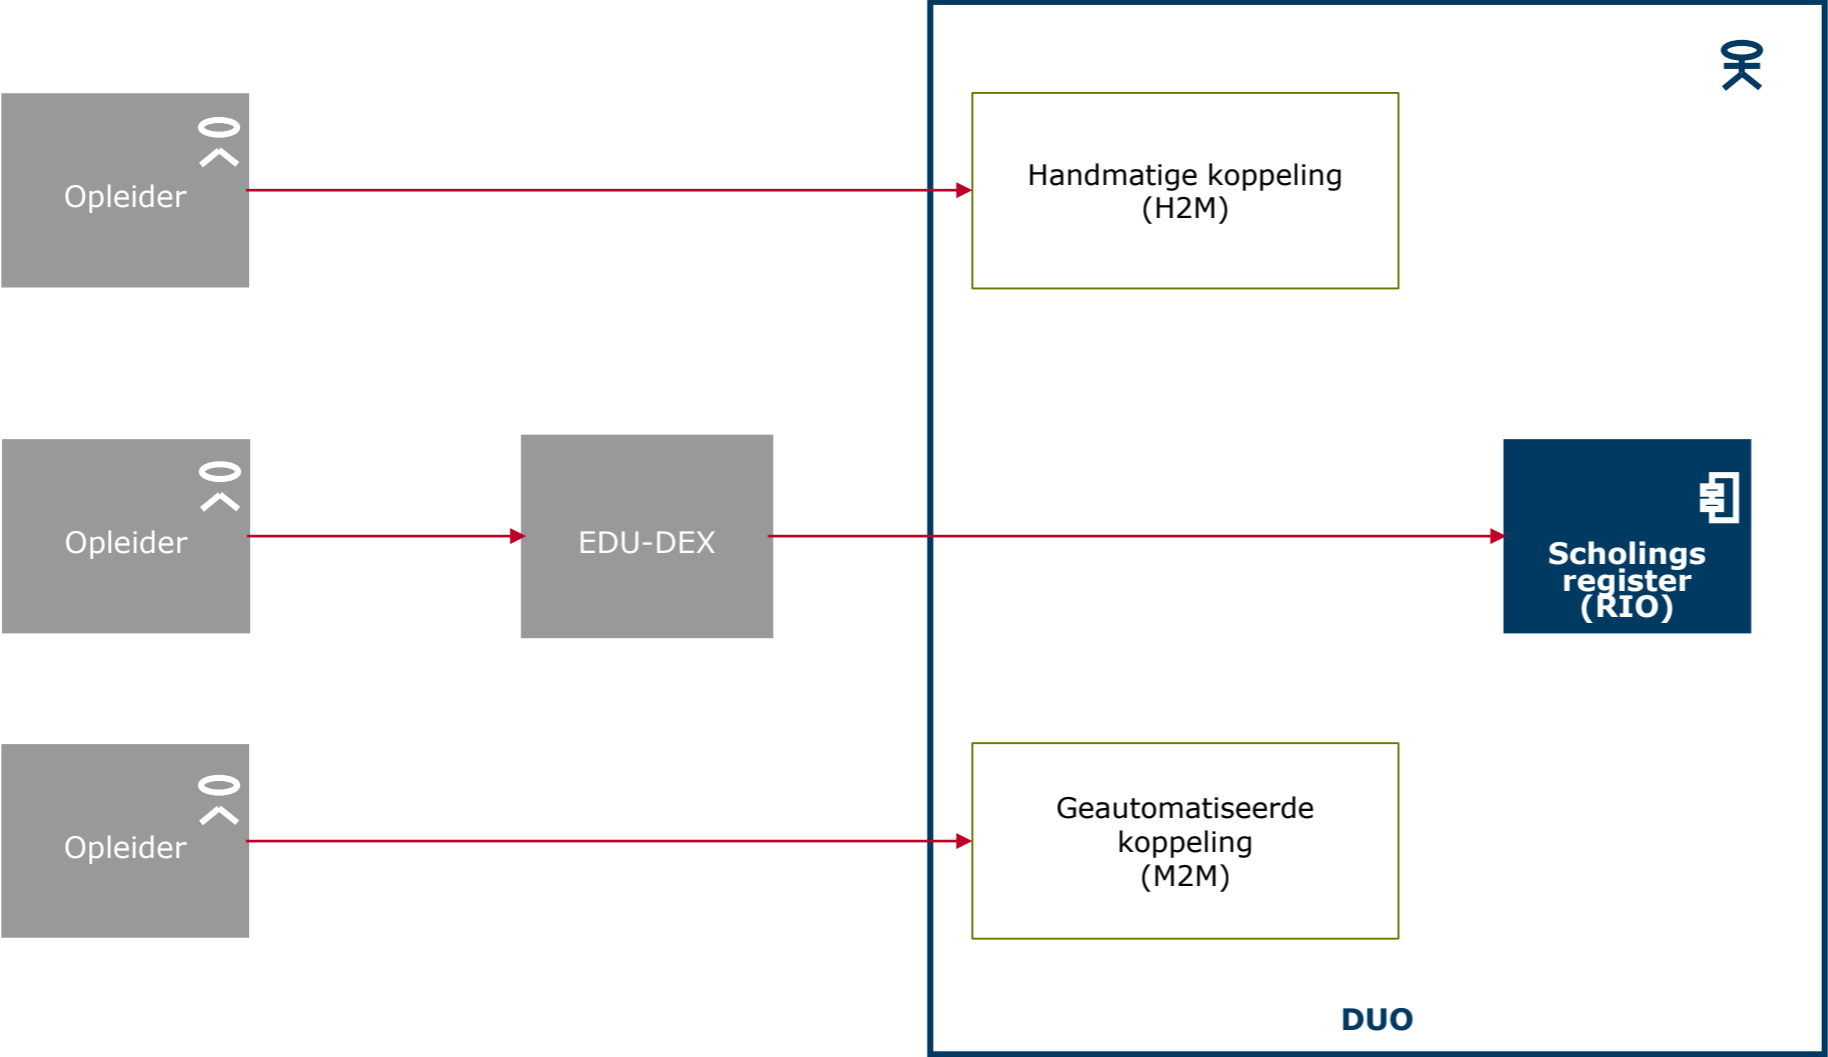 Opleider
Handmatige koppeling
(H2M)
Opleider
EDU-DEX
Scholings
register
(RIO)
Opleider
Geautomatiseerde
koppeling
(M2M)
DUO